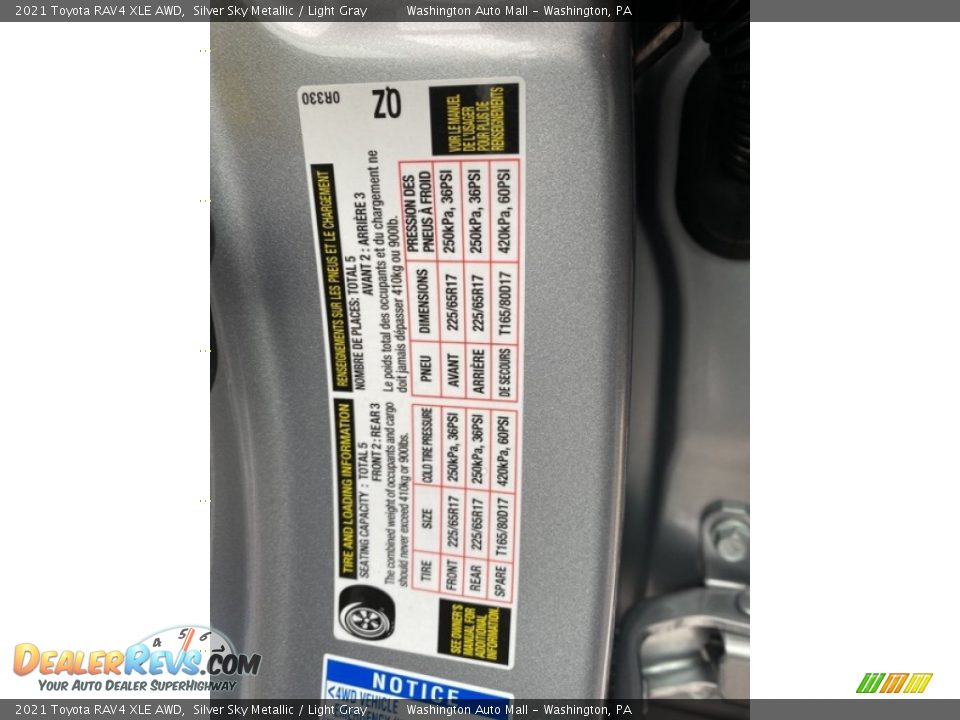 2021 Toyota RAV4 XLE AWD, Silver Sky Metallic / Light Gray Washington Auto Mall - Washington, PA
TIRE AND LOADING INFORMATION
SEATING CAPACITY : TOTAL 5
FRONT 2 : REAR 3
The combined weight of occupants and cargo
should never exceed 410kg or 900lbs.
TIRE SIZE COLD TIRE PRESSURE
FRONT 225/65R17 250kPa, 36PSI
REAR 225/65R17 250kPa, 36PSI
SPARE T165/80D17 420kPa, 60PSI
SEE OWNER'S
MANUAL FOR
ADDITIONAL
INFORMATION.
RENSEIGNEMENTS SUR LES PNEUS ET LE CHARGEMENT
NOMBRE DE PLACES: TOTAL 5
AVANT 2 : ARRIÈRE 3
Le poids total des occupants et du chargement ne
doit jamais dépasser 410kg ou 900lb.
PNEU DIMENSIONS PRESSION DES
PNEUS À FROID
AVANT 225/65R17 250kPa, 36PSI
ARRIÈRE 225/65R17 250kPa, 36PSI
DE SECOURS T165/80D17 420kPa, 60PSI
VOIR LE MANUEL
DE L'USAGER
POUR PLUS DE
RENSEIGNEMENTS
0R330
QZ
NOTICE
<4WD VEHICLE
4 5 6
DEALERREVS.COM
YOUR AUTO DEALER SUPERHIGHWAY
2021 Toyota RAV4 XLE AWD, Silver Sky Metallic / Light Gray Washington Auto Mall - Washington, PA